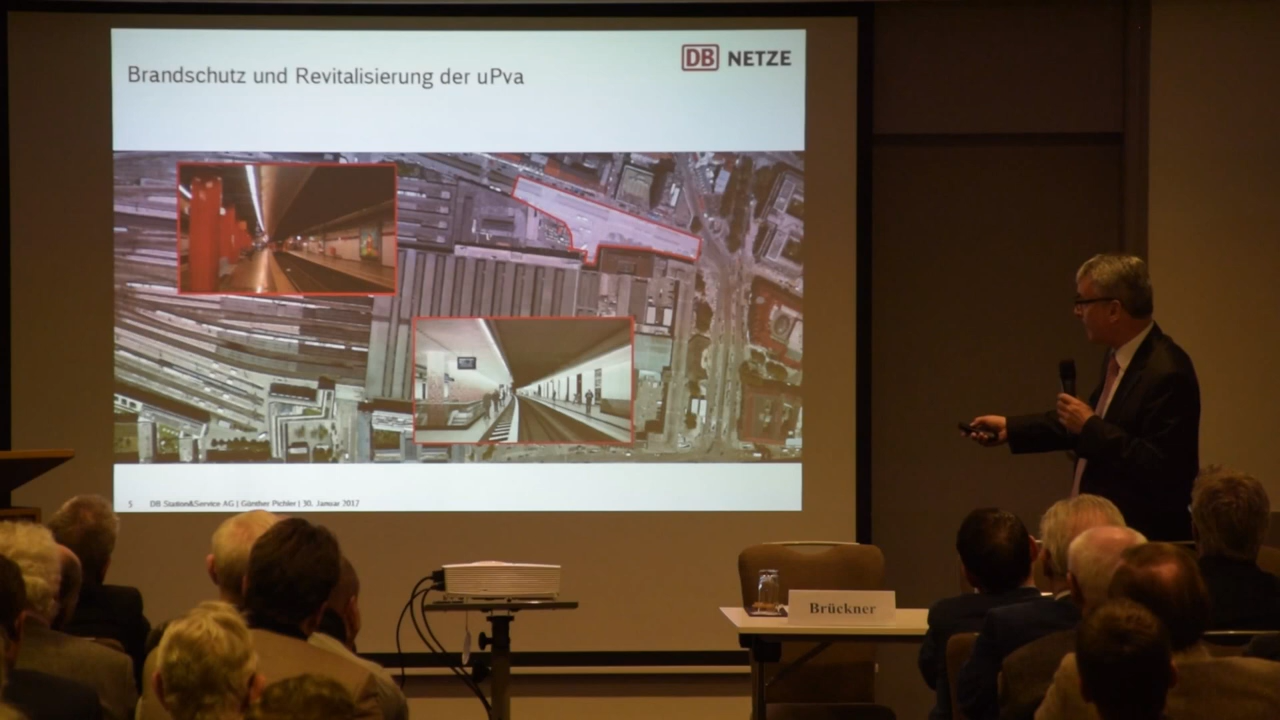 Brandschutz und Revitalisierung der uPva
DB NETZE
5 DB Station&Service AG | Günther Pichler | 30. Januar 2017
Brückner